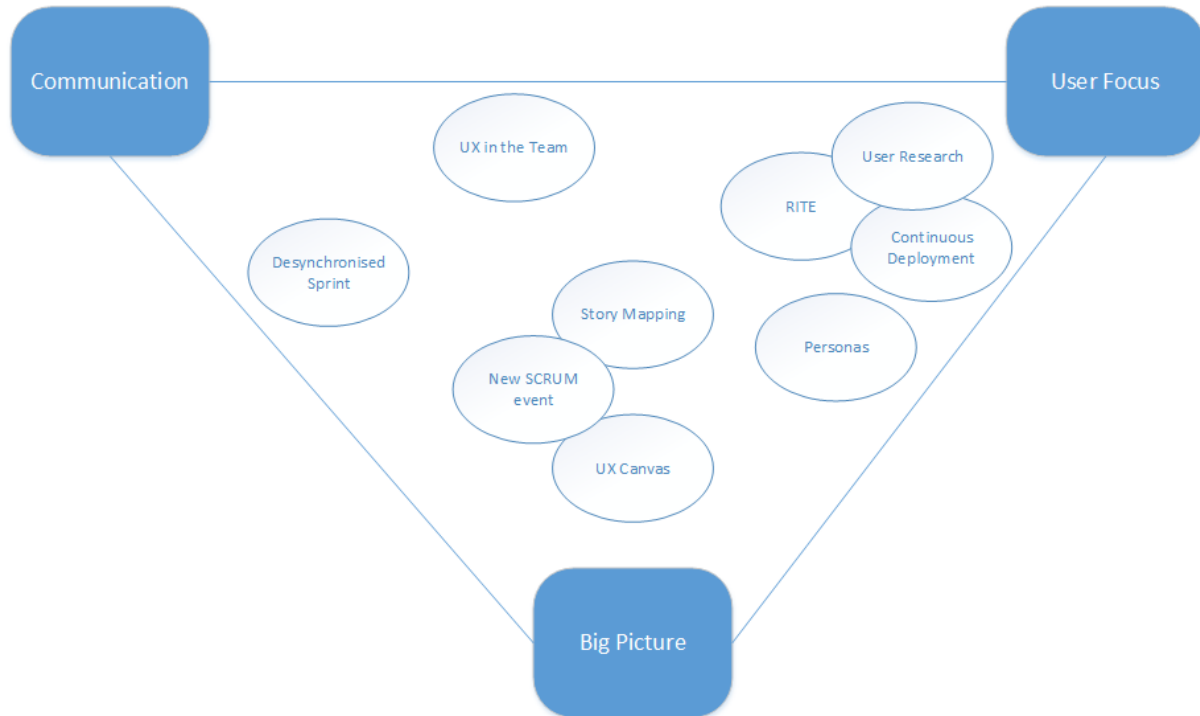 Communication
User Focus
UX in the Team
User Research
RITE
Continuous
Deployment
Desynchronised
Sprint
Story Mapping
Personas
New SCRUM
event
UX Canvas
Big Picture